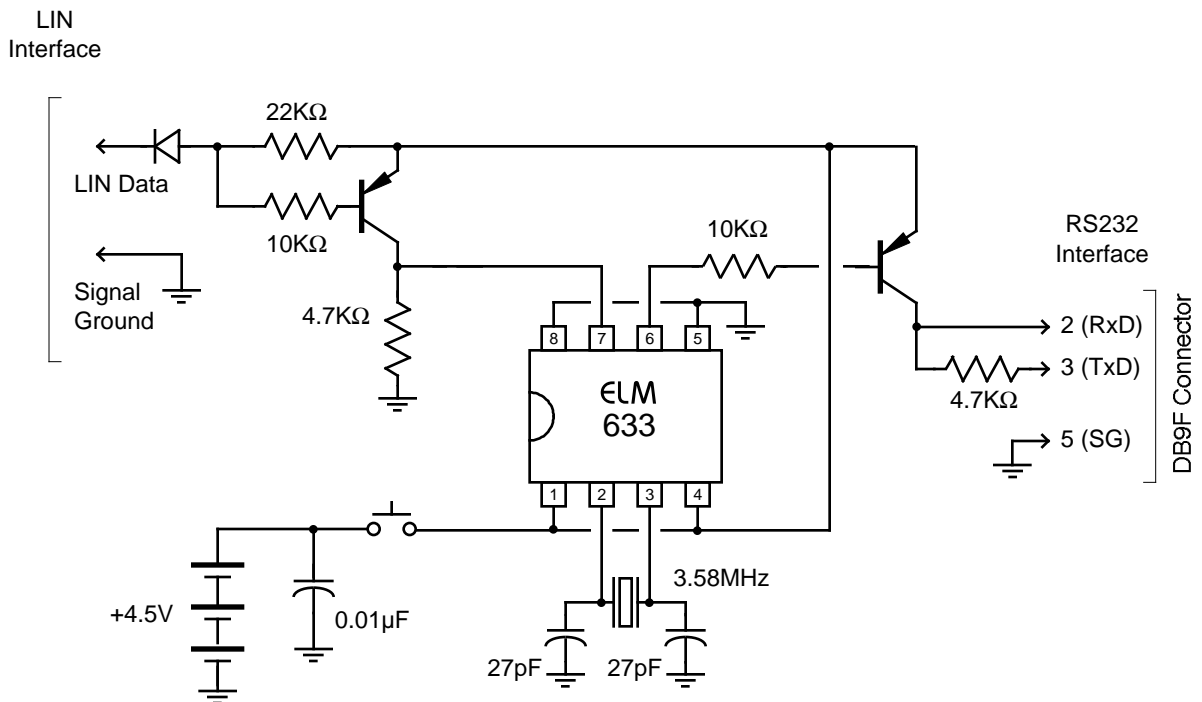 LIN
Interface
22KΩ
LIN Data
10KΩ
10KΩ
RS232
Interface
Signal
Ground
4.7KΩ
2 (RxD)
8
7
6
5
3 (TxD)
ELM
633
4.7KΩ
DB9F Connector
5 (SG)
1
2
3
4
3.58MHz
+4.5V
0.01µF
27pF
27pF